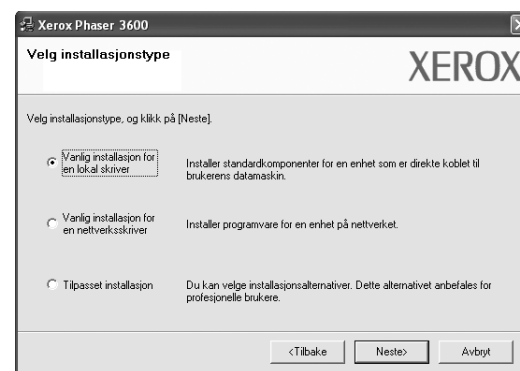 Xerox Phaser 3600
Velg installasjonstype
XEROX
Velg installasjonstype, og klikk på [Neste].
Vanlig installasjon for
en lokal skriver
Installer standardkomponenter for en enhet som er direkte koblet til
brukerens datamaskin.
Vanlig installasjon for
en nettverksskriver
Installer programvare for en enhet på nettverket.
Tilpasset installasjon
Du kan velge installasjonsalternativer. Dette alternativet anbefales for
profesjonelle brukere.
<Tilbake
Neste>
Avbryt